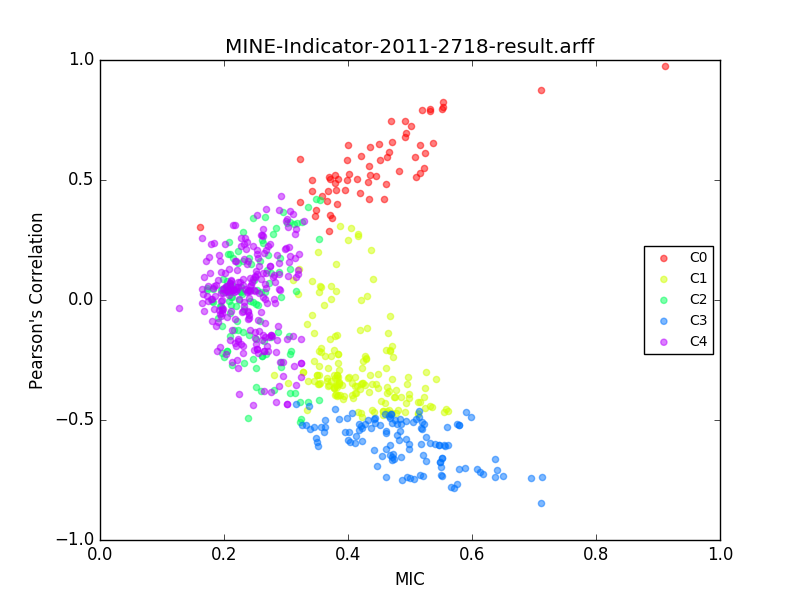 MINE-Indicator-2011-2718-result.arff
1.0
0.5
0.0
−0.5
−1.0
Pearson's Correlation
C0
C1
C2
C3
C4
0.0 0.2 0.4 0.6 0.8 1.0
MIC